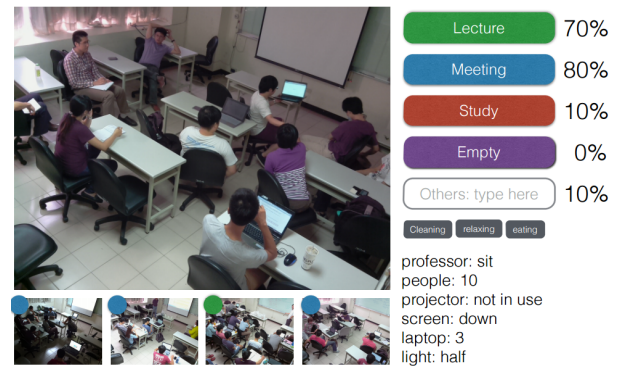 Lecture 70%
Meeting 80%
Study 10%
Empty 0%
Others: type here 10%
Cleaning relaxing eating
professor: sit
people: 10
projector: not in use
screen: down
laptop: 3
light: half